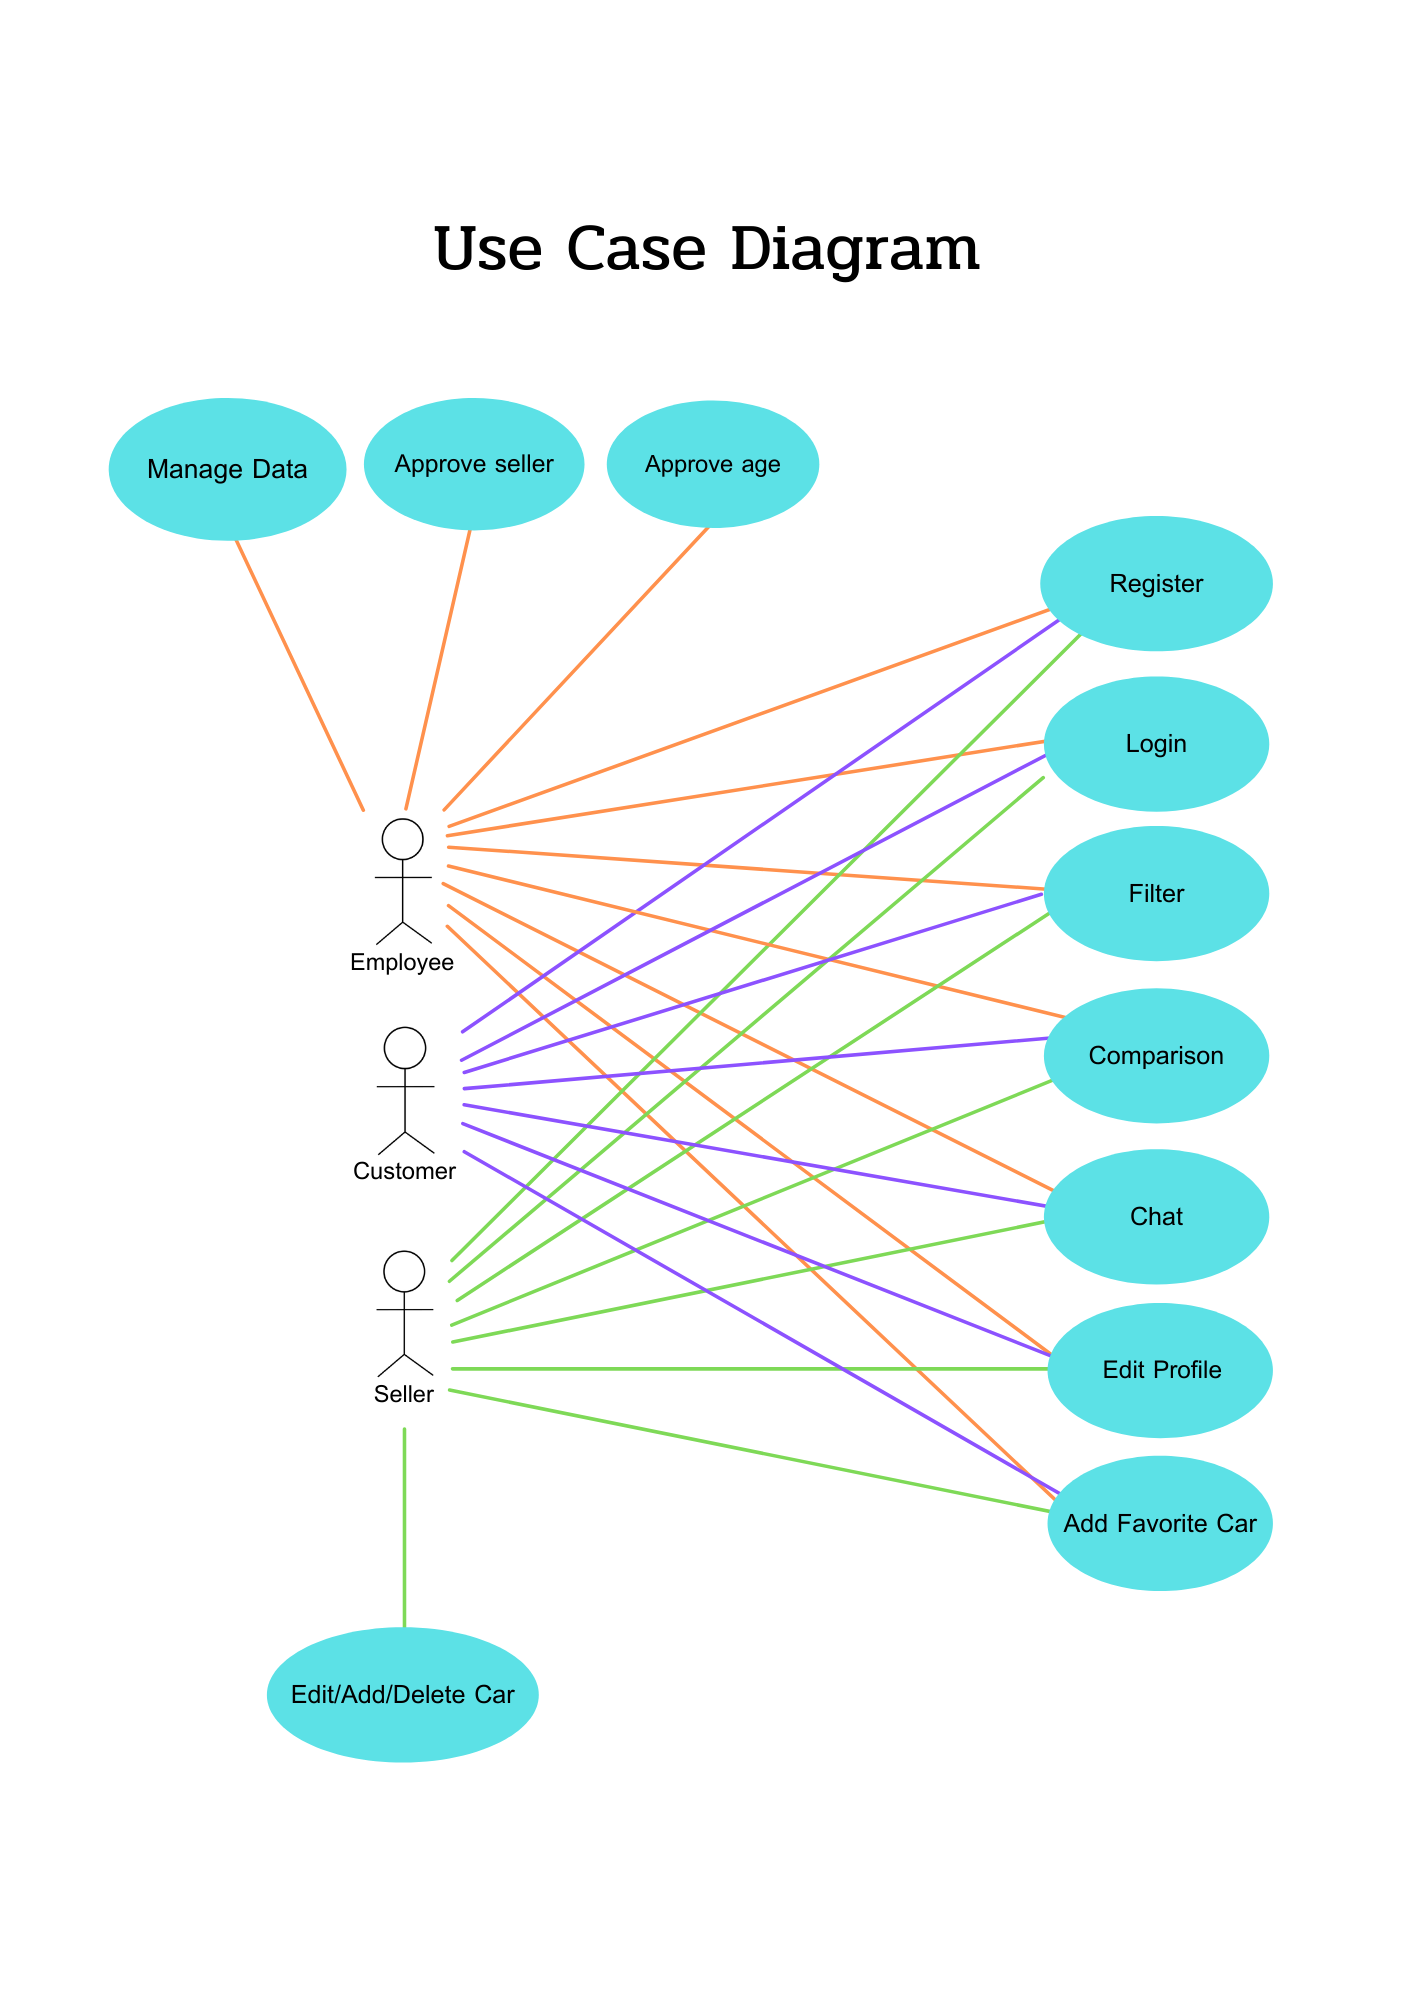 Use Case Diagram
Manage Data
Approve seller
Approve age
Register
Login
Filter
Employee
Comparison
Customer
Chat
Edit Profile
Seller
Add Favorite Car
Edit/Add/Delete Car